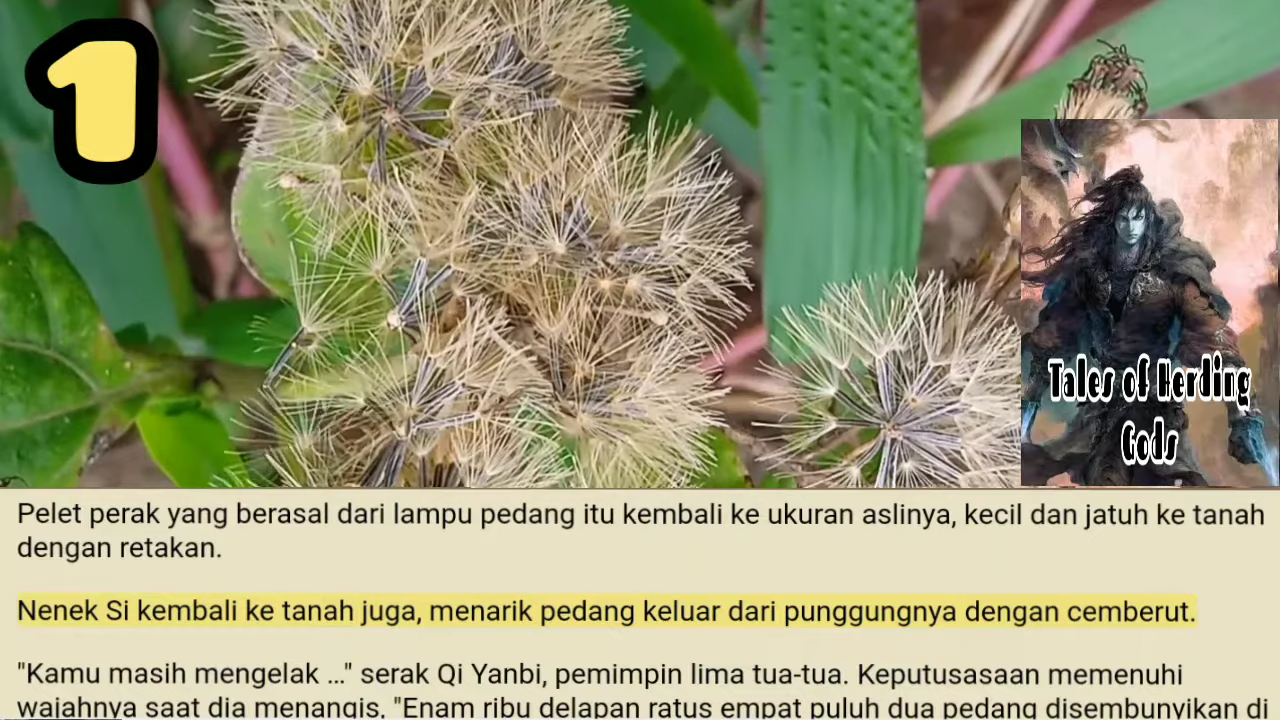 1
Tales of Herding
Gods
Pelet perak yang berasal dari lampu pedang itu kembali ke ukuran aslinya, kecil dan jatuh ke tanah
dengan retakan.
Nenek Si kembali ke tanah juga, menarik pedang keluar dari punggungnya dengan cemberut.
"Kamu masih mengelak ..." serak Qi Yanbi, pemimpin lima tua-tua. Keputusasaan memenuhi
wajahnya saat dia menangis, "Enam ribu delapan ratus empat puluh dua pedang disembunyikan di